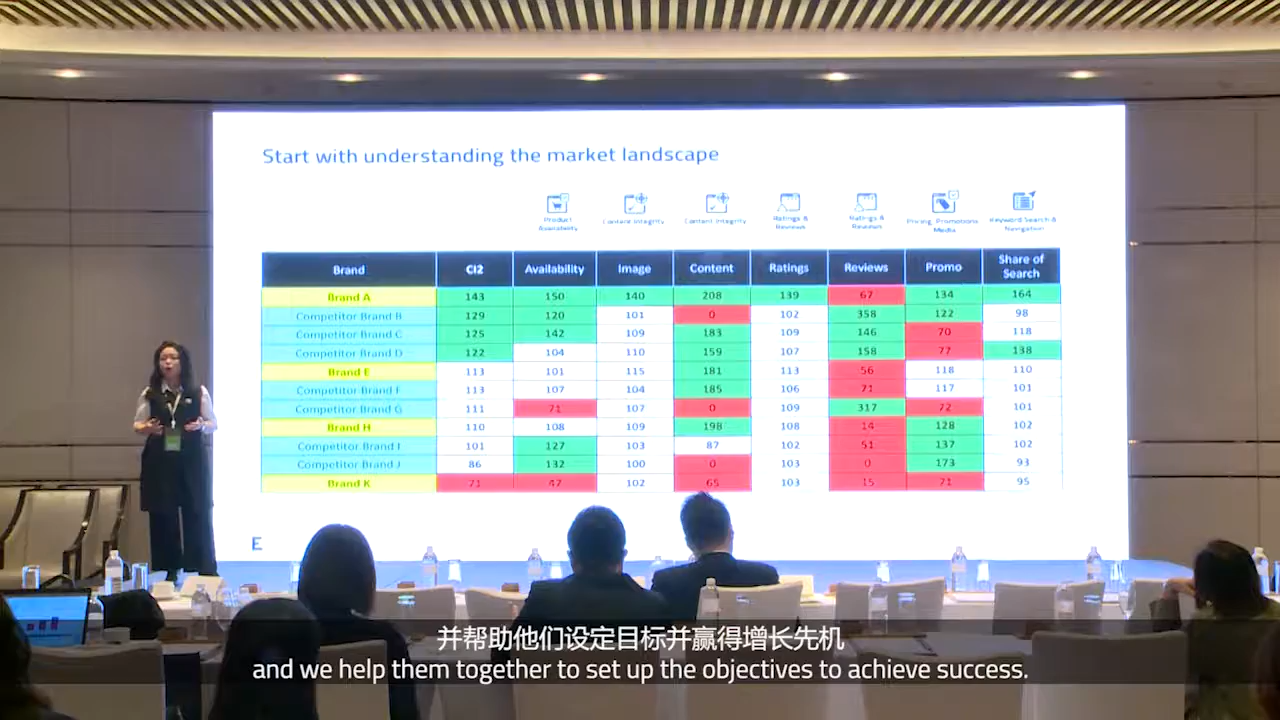 Start with understanding the market landscape
Product Availability
Content Integrity
Content Integrity
Ratings & Reviews
Ratings & Reviews
Pricing, Promotions Media
Keyword Search & Navigation
Brand CI2 Availability Image Content Ratings Reviews Promo Share of Search
Brand A 143 150 140 208 139 67 134 164
Competitor Brand B 129 120 101 0 102 358 122 98
Competitor Brand C 125 142 109 183 109 146 70 118
Competitor Brand D 122 104 110 159 107 158 77 138
Brand E 113 101 115 181 113 56 118 110
Competitor Brand F 113 107 104 185 106 71 117 101
Competitor Brand G 111 71 107 0 109 317 72 101
Brand H 110 108 109 198 108 14 128 102
Competitor Brand I 101 127 103 87 102 51 137 102
Competitor Brand J 86 132 100 0 103 0 173 93
Brand K 71 47 102 65 103 15 71 95
E
并帮助他们设定目标并赢得增长先机
and we help them together to set up the objectives to achieve success.